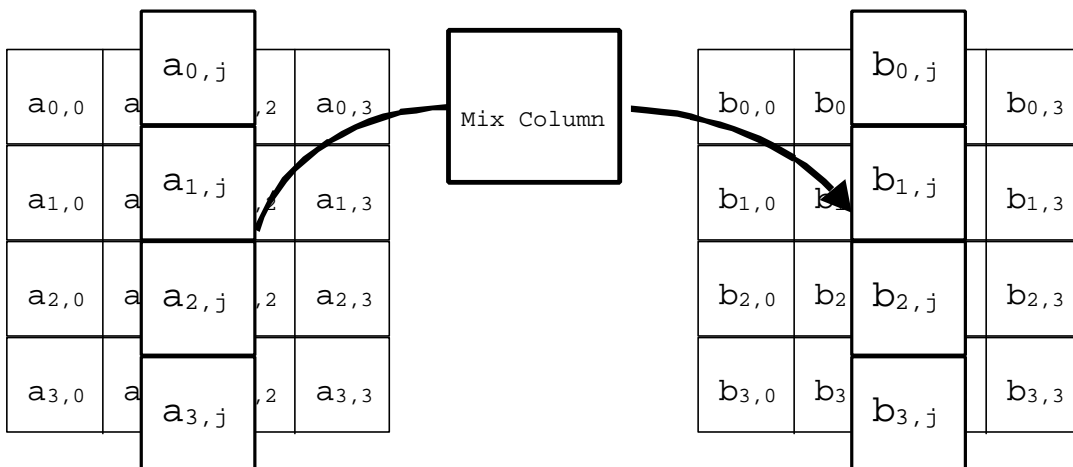 a0,j b0,j
a0,0 a ,2 a0,3 Mix Column b0,0 b0 b0,3
a1,j b1,j
a1,0 a ,2 a1,3 b1,0 b1 b1,3
a2,0 a a2,j ,2 a2,3 b2,0 b2 b2,j b2,3
a3,0 a ,2 a3,3 b3,0 b3 b3,3
a3,j b3,j